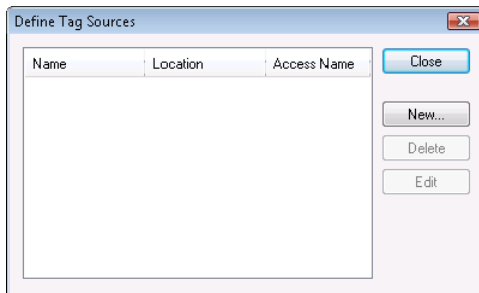 Define Tag Sources
Name Location Access Name
Close
New...
Delete
Edit